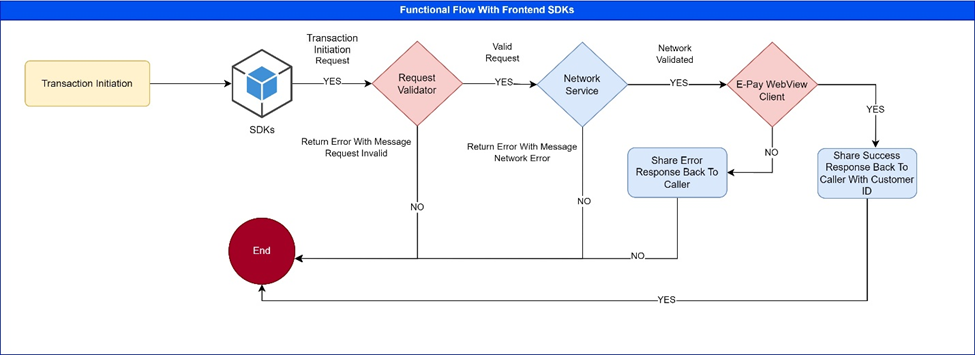 Functional Flow With Frontend SDKs
Transaction
Initiation
Request
Valid
Request
Network
Validated
Transaction Initiation
SDKs
YES
Request
Validator
YES
Network
Service
YES
E-Pay WebView
Client
YES
Return Error With Message
Request Invalid
Return Error With Message
Network Error
NO
Share Error
Response Back To
Caller
Share Success
Response Back To
Caller With Customer
ID
NO
NO
End
NO
YES